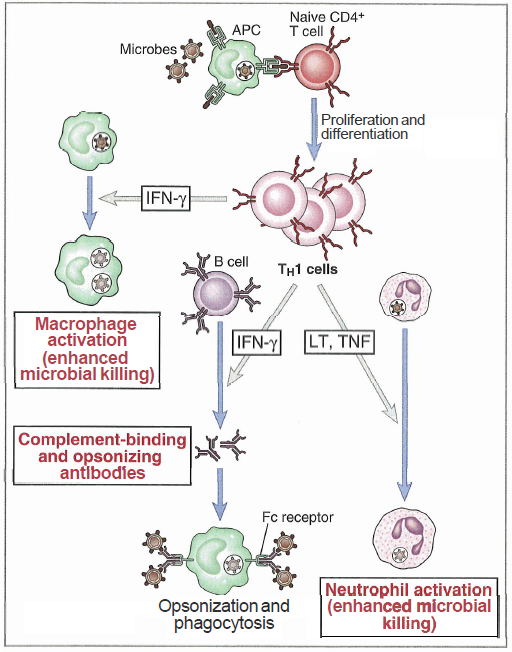 Naive CD4+
T cell
APC
Microbes
Proliferation and
differentiation
IFN-γ
TH1 cells
B cell
Macrophage
activation
(enhanced
microbial killing)
IFN-γ
LT, TNF
Complement-binding
and opsonizing
antibodies
Fc receptor
Opsonization and
phagocytosis
Neutrophil activation
(enhanced microbial
killing)